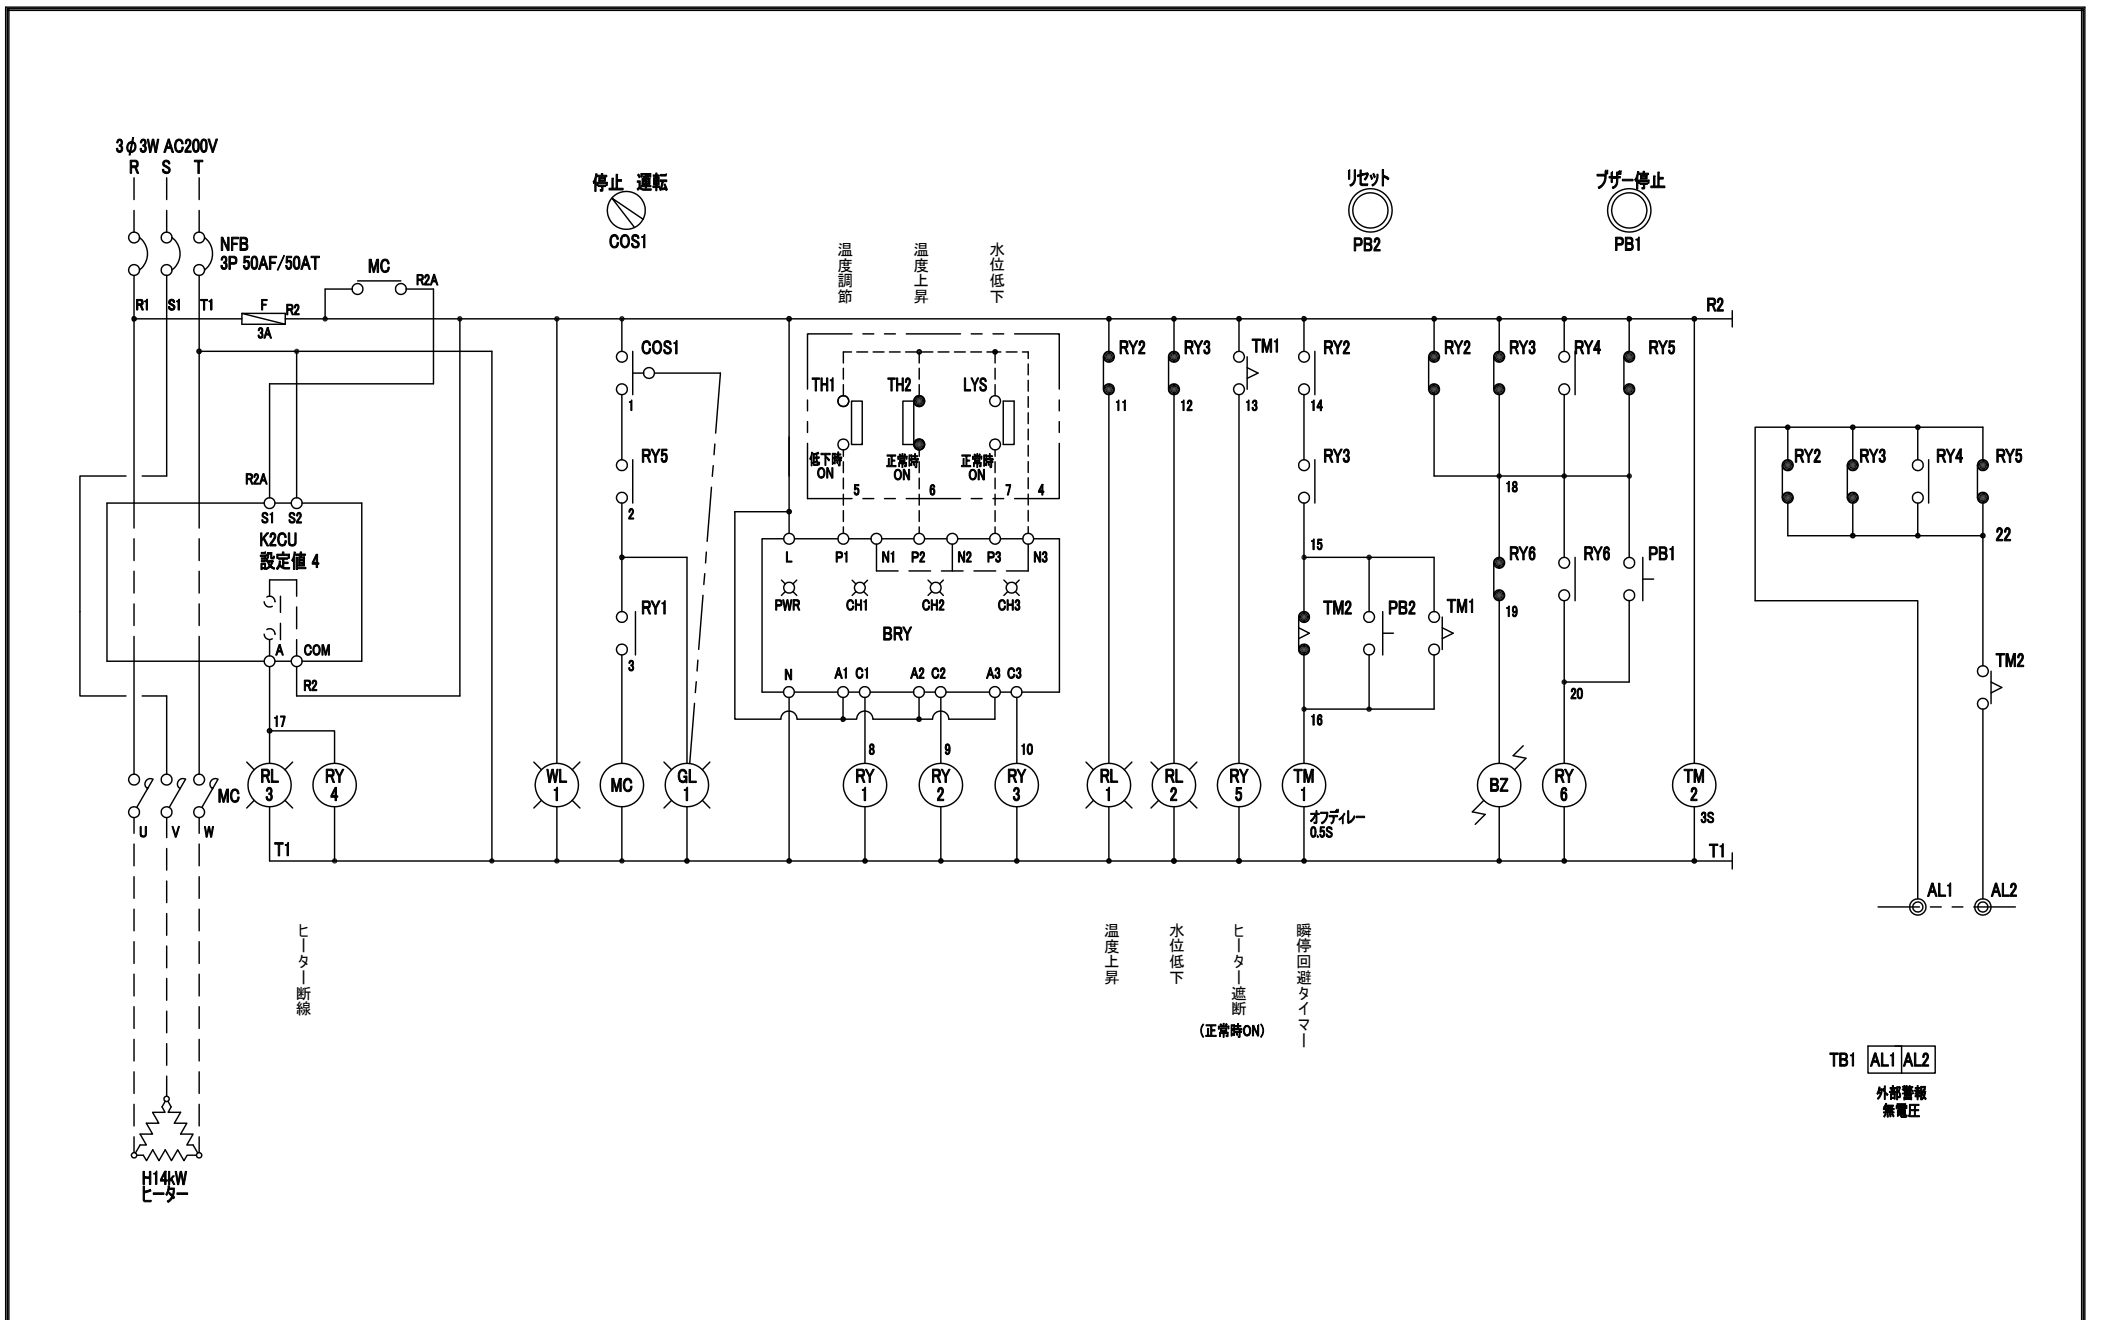 3φ3W AC200V
R S T
NFB
3P 50AF/50AT
MC
R2A
R1 S1 T1
F R2
3A
停止 運転
COS1
リセット
PB2
ブザー停止
PB1
温度調節
温度上昇
水位低下
R2
COS1
1
RY5
2
RY1
3
TH1 TH2 LYS
低下時
ON
正常時
ON
正常時
ON
5 6 7 4
RY2 RY3 TM1 RY2
11 12 13 14
RY3
15
TM2 PB2 TM1
16
RY2 RY3 RY4 RY5
18
RY6 RY6 PB1
19
20
RY2 RY3 RY4 RY5
22
TM2
R2A
S1 S2
K2CU
設定値 4
A COM
R2
17
L P1 N1 P2 N2 P3 N3
PWR CH1 CH2 CH3
BRY
N A1 C1 A2 C2 A3 C3
8 9 10
MC
RL
3
RY
4
WL
1
MC
GL
1
RY
1
RY
2
RY
3
RL
1
RL
2
RY
5
TM
1
オフディレー
0.5S
BZ
RY
6
TM
2
3S
U V W
T1
T1
AL1 AL2
ヒーター断線
温度上昇
水位低下
ヒーター遮断
(正常時ON)
瞬停回避タイマー
TB1 AL1 AL2
外部警報
無電圧
H14kW
ヒーター